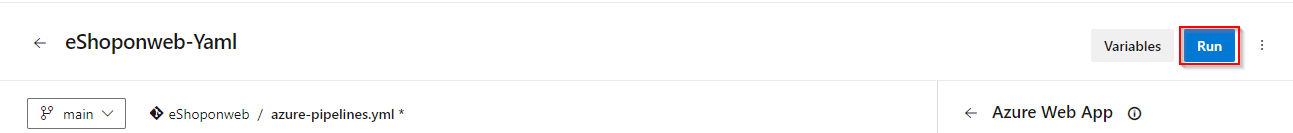 eShoponweb-Yaml
Variables
Run
main
eShoponweb / azure-pipelines.yml *
Azure Web App